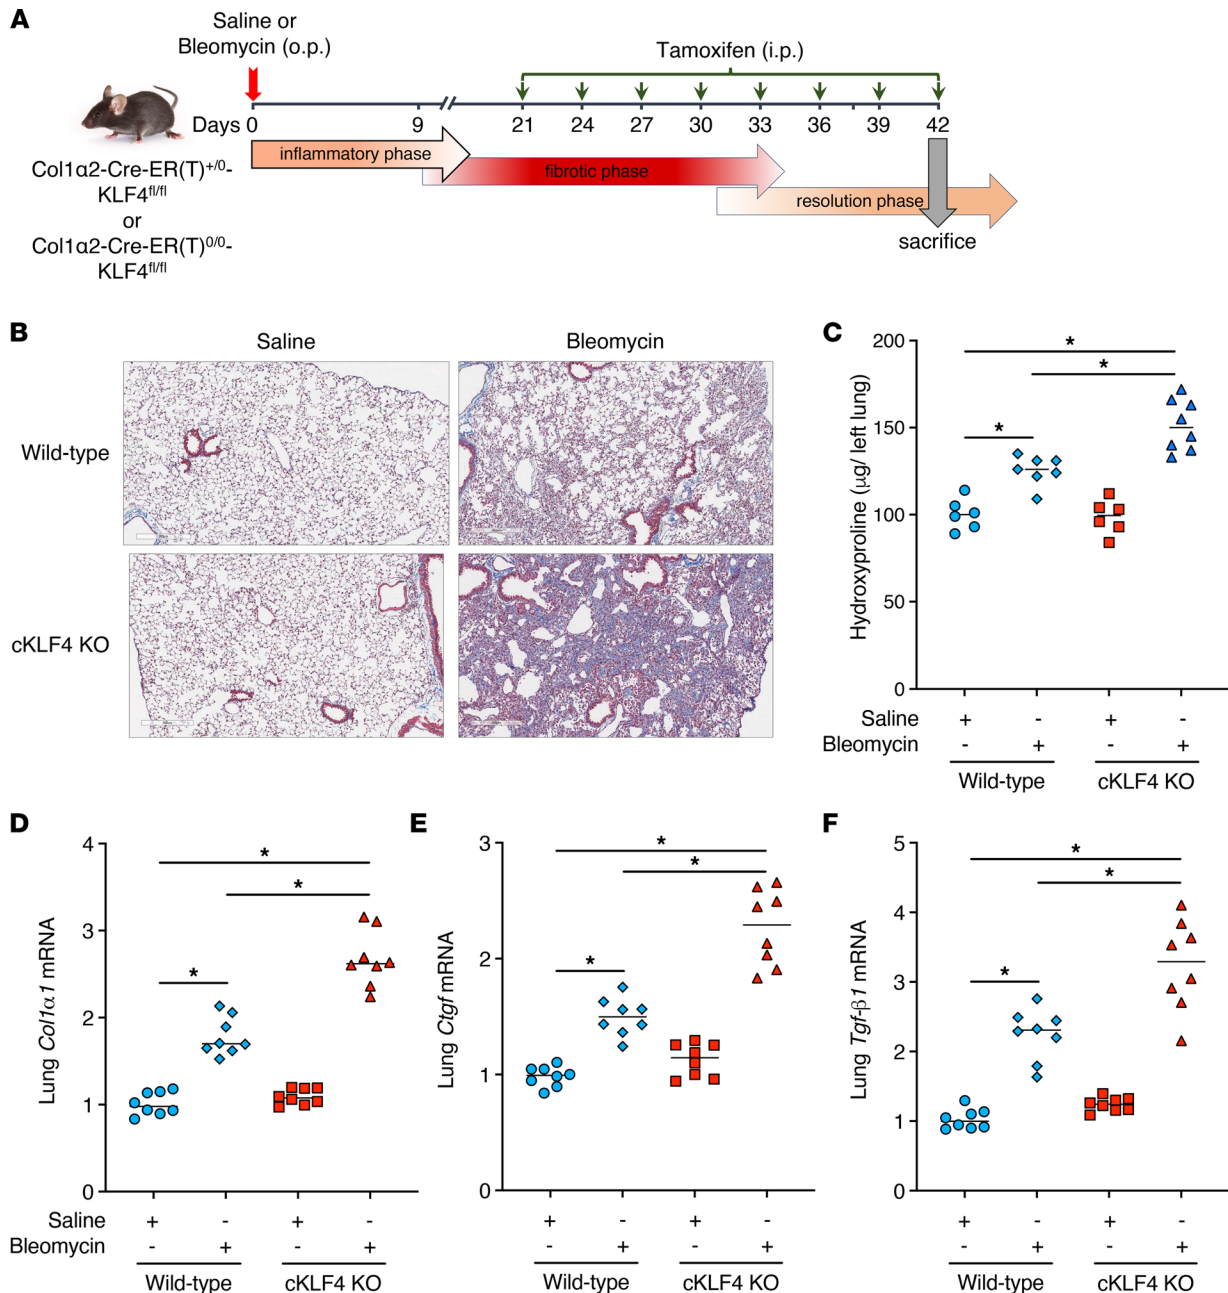 A
Saline or
Bleomycin (o.p.)
Tamoxifen (i.p.)
Days 0 9 21 24 27 30 33 36 39 42
inflammatory phase
fibrotic phase
resolution phase
sacrifice
Col1α2-Cre-ER(T)+/0-
KLF4fl/fl
or
Col1α2-Cre-ER(T)0/0-
KLF4fl/fl
B
Saline Bleomycin
Wild-type
cKLF4 KO
C
Hydroxyproline (µg/ left lung)
200
150
100
50
0
* * *
Saline + - + -
Bleomycin - + - +
Wild-type cKLF4 KO
D
Lung Col1α1 mRNA
4
3
2
1
0
* * *
Saline + - + -
Bleomycin - + - +
Wild-type cKLF4 KO
E
Lung Ctgf mRNA
3
2
1
0
* * *
+ - + -
- + - +
Wild-type cKLF4 KO
F
Lung Tgf-β1 mRNA
5
4
3
2
1
0
* * *
+ - + -
- + - +
Wild-type cKLF4 KO